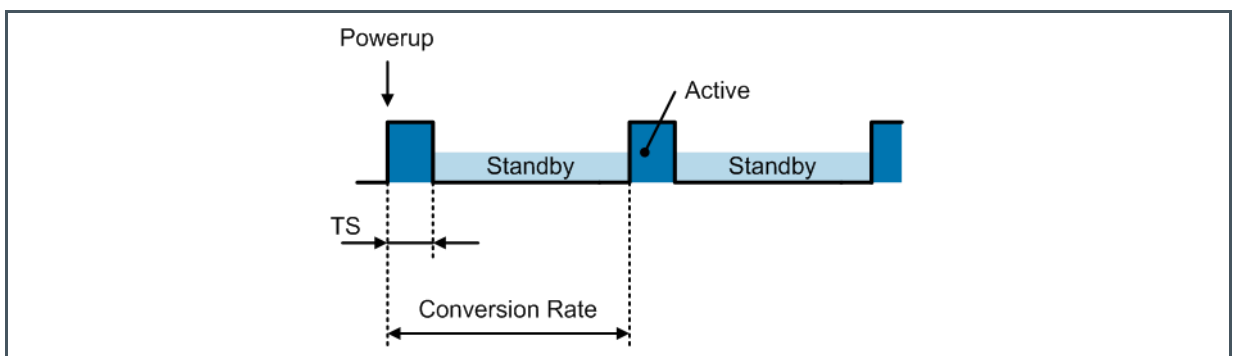 Powerup
Active
Standby
Standby
TS
Conversion Rate